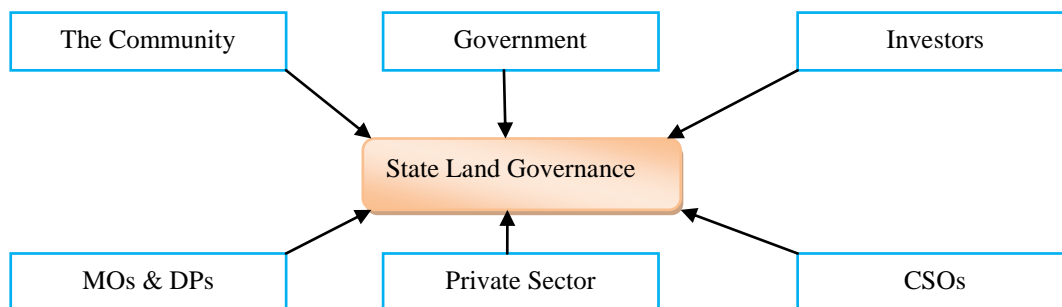 The Community
Government
Investors
State Land Governance
MOs & DPs
Private Sector
CSOs